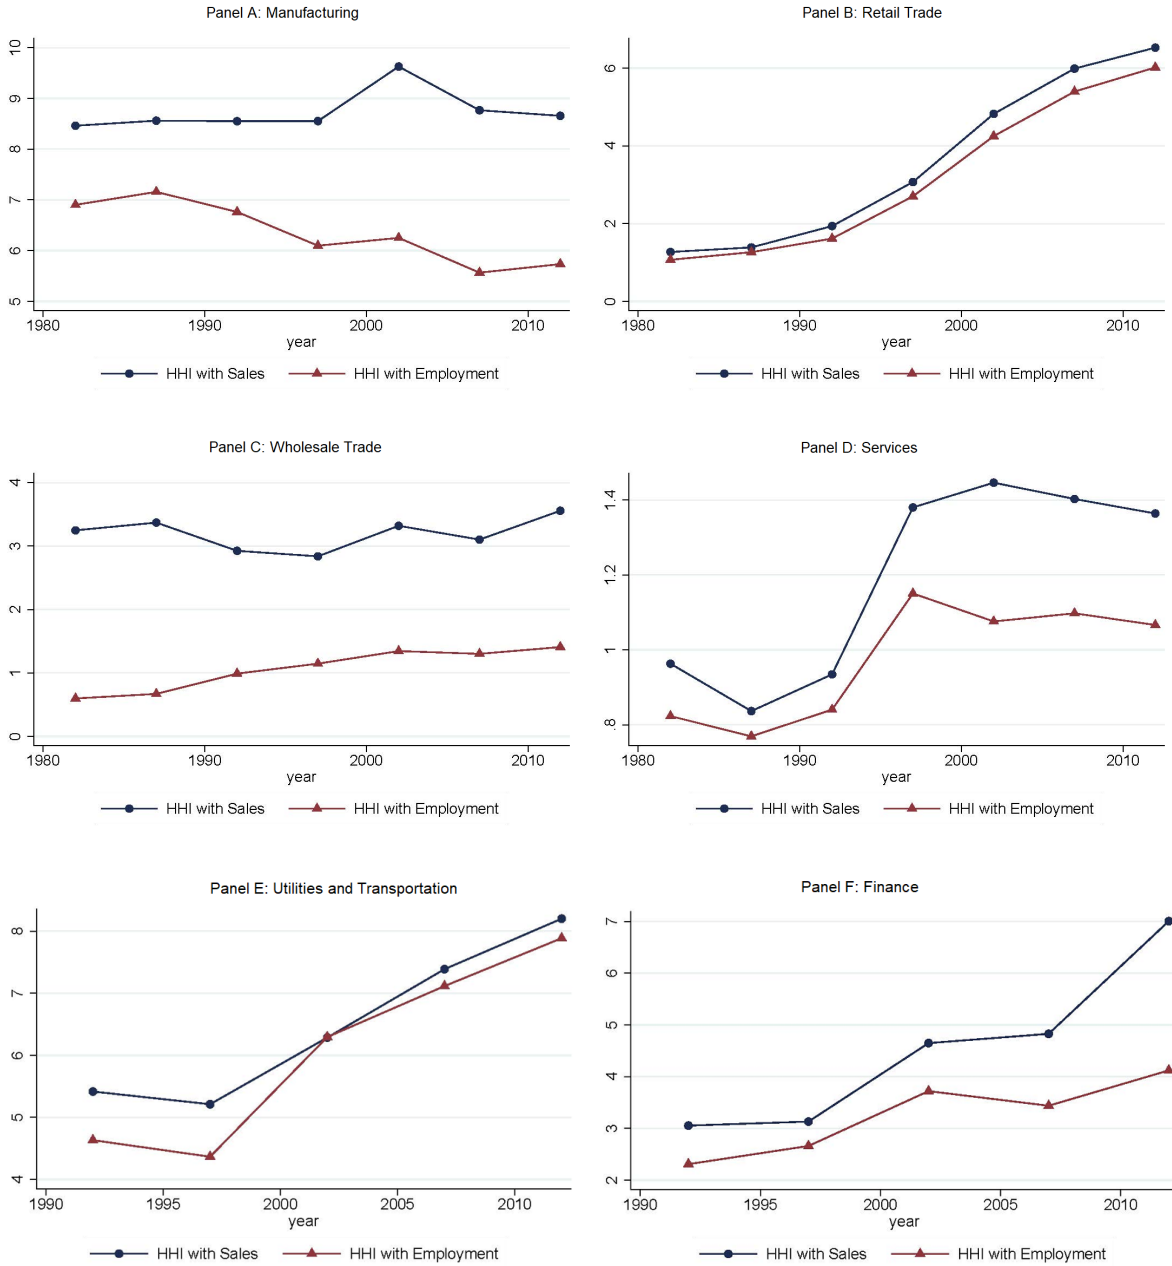 Panel A: Manufacturing
10
9
8
7
6
5
1980 1990 2000 2010
year
HHI with Sales HHI with Employment
Panel B: Retail Trade
6
4
2
0
1980 1990 2000 2010
year
HHI with Sales HHI with Employment
Panel C: Wholesale Trade
4
3
2
1
0
1980 1990 2000 2010
year
HHI with Sales HHI with Employment
Panel D: Services
1.4
1.2
1
.8
1980 1990 2000 2010
year
HHI with Sales HHI with Employment
Panel E: Utilities and Transportation
8
7
6
5
4
1990 1995 2000 2005 2010
year
HHI with Sales HHI with Employment
Panel F: Finance
7
6
5
4
3
2
1990 1995 2000 2005 2010
year
HHI with Sales HHI with Employment